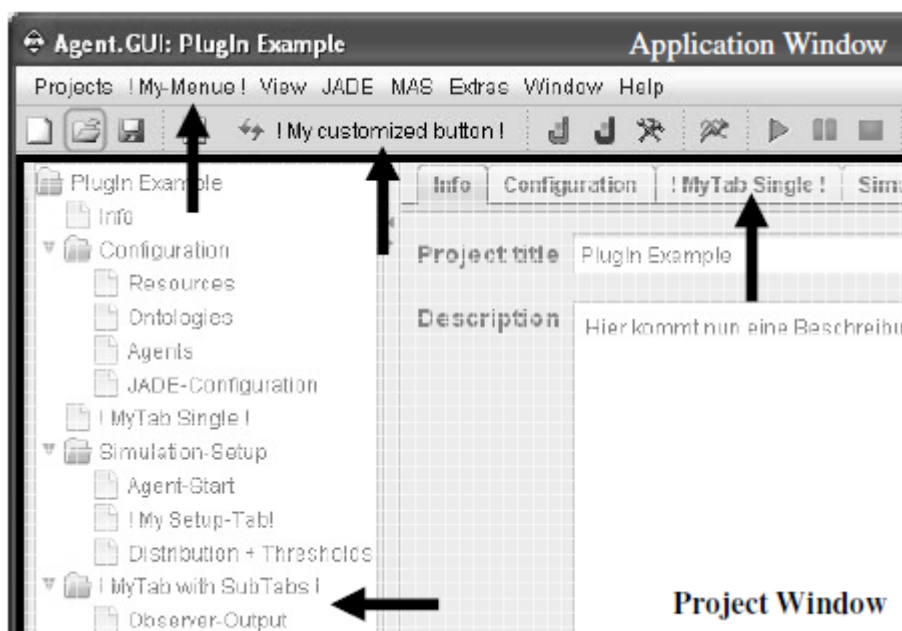 Agent.GUI: PlugIn Example Application Window
Projects !My-Menue! View JADE MAS Extras Window Help
!My customized button!
PlugIn Example
Info
Configuration
Resources
Ontologies
Agents
JADE-Configuration
! MyTab Single !
Simulation-Setup
Agent-Start
! My Setup-Tab!
Distribution + Thresholds
! MyTab with SubTabs !
Observer-Output
Info Configuration ! MyTab Single !
Project title PlugIn Example
Description Hier kommt nun eine
Project Window